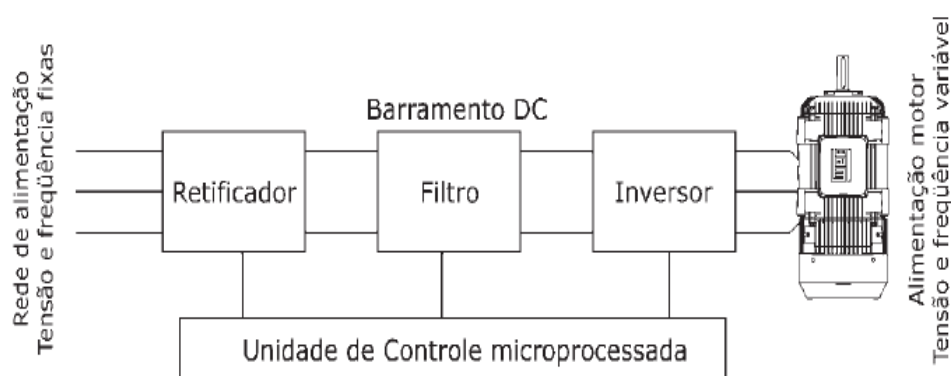 Rede de alimentação
Tensão e freqüência fixas
Barramento DC
Retificador
Filtro
Inversor
Alimentação motor
Tensão e freqüência variável
Unidade de Controle microprocessada